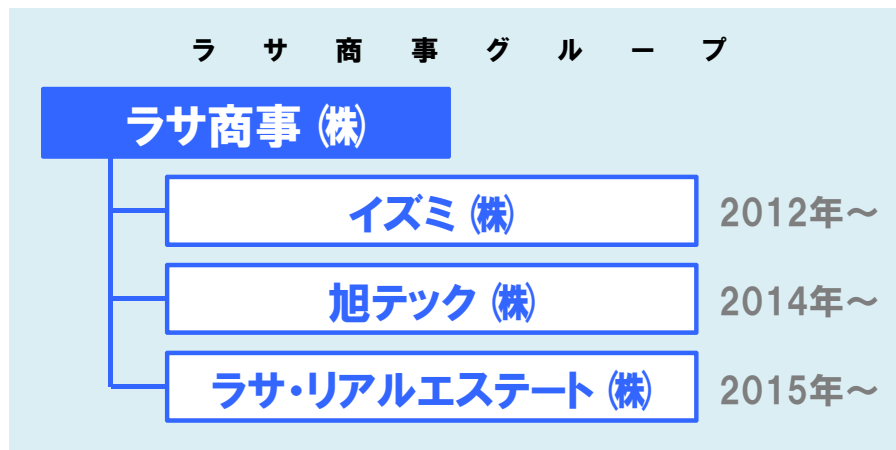 ラサ商事グループ
ラサ商事㈱
イズミ㈱ 2012年～
旭テック㈱ 2014年～
ラサ・リアルエステート㈱ 2015年～